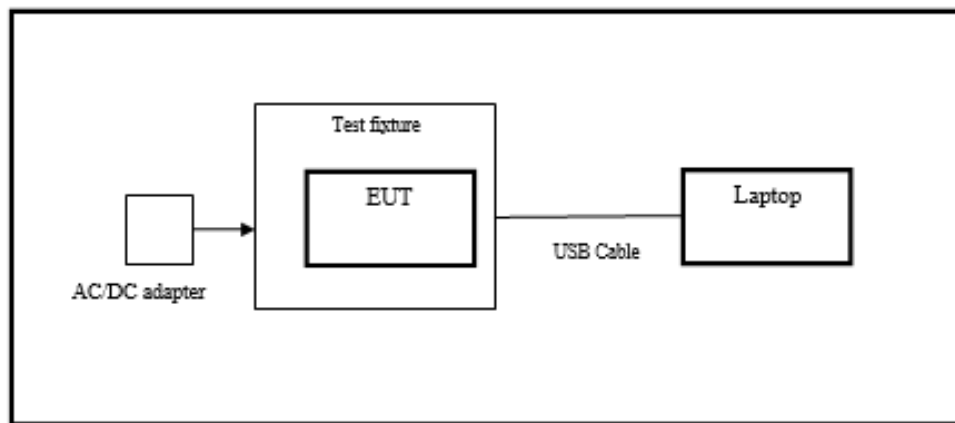 Test fixture
EUT
Laptop
USB Cable
AC/DC adapter